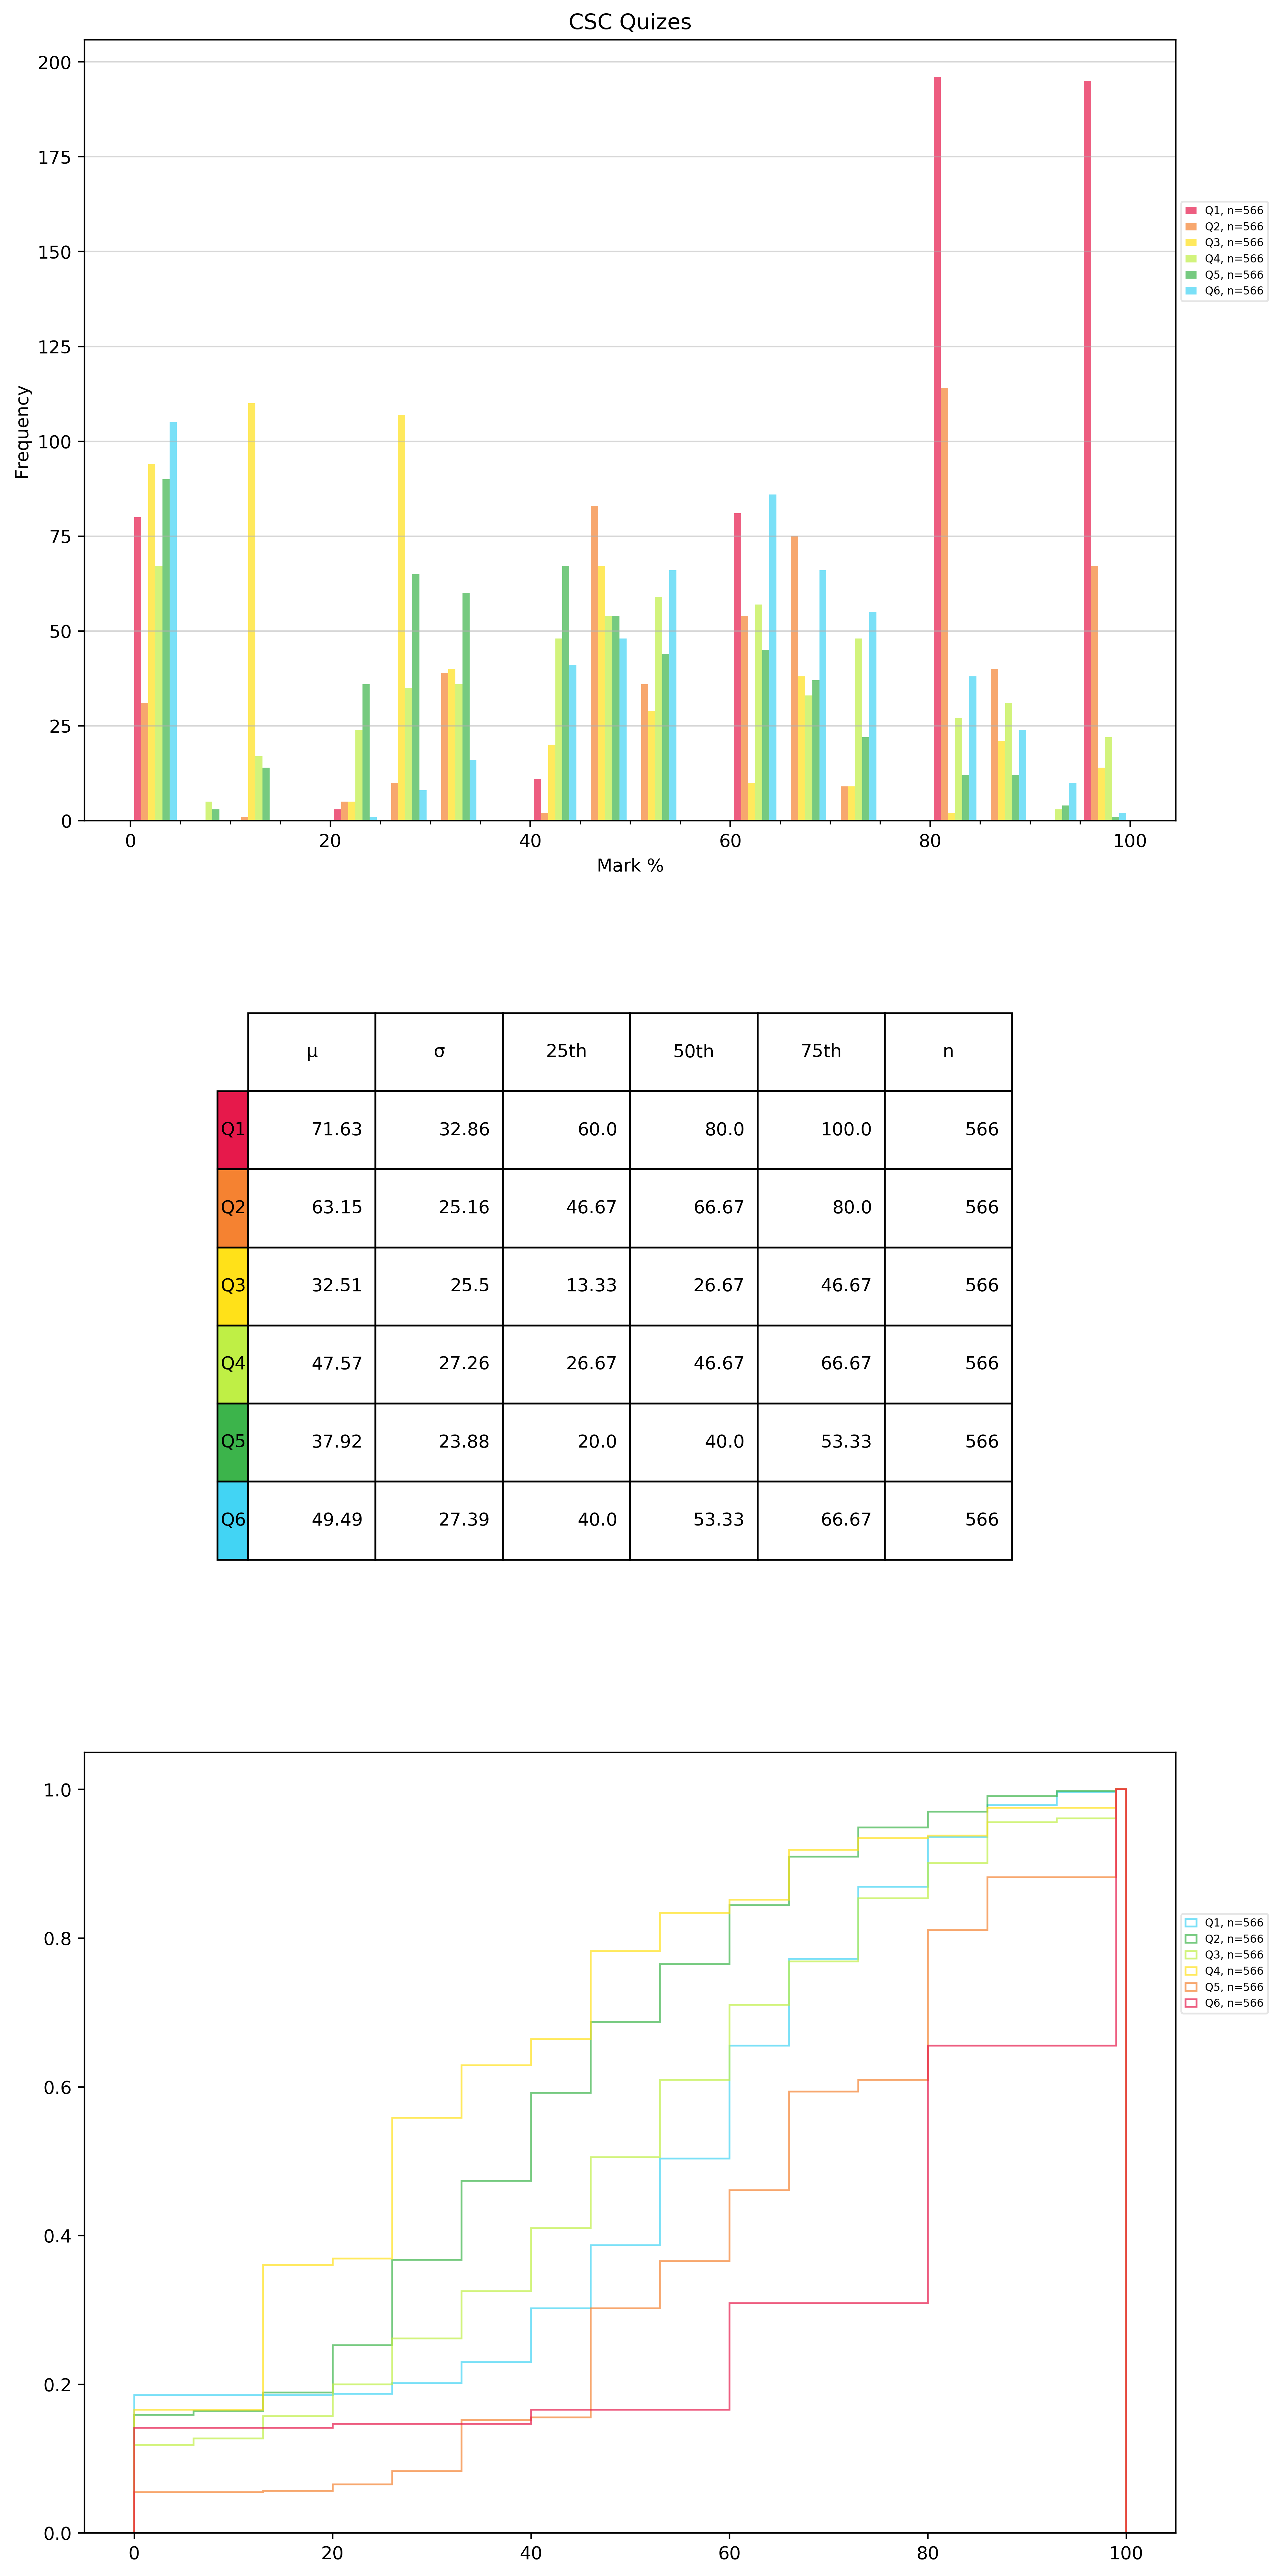 CSC Quizes
200
175
150
125
100
75
50
25
0
Frequency
0 20 40 60 80 100
Mark %
Q1, n=566
Q2, n=566
Q3, n=566
Q4, n=566
Q5, n=566
Q6, n=566
μ σ 25th 50th 75th n
Q1 71.63 32.86 60.0 80.0 100.0 566
Q2 63.15 25.16 46.67 66.67 80.0 566
Q3 32.51 25.5 13.33 26.67 46.67 566
Q4 47.57 27.26 26.67 46.67 66.67 566
Q5 37.92 23.88 20.0 40.0 53.33 566
Q6 49.49 27.39 40.0 53.33 66.67 566
1.0
0.8
0.6
0.4
0.2
0.0
0 20 40 60 80 100
Q1, n=566
Q2, n=566
Q3, n=566
Q4, n=566
Q5, n=566
Q6, n=566